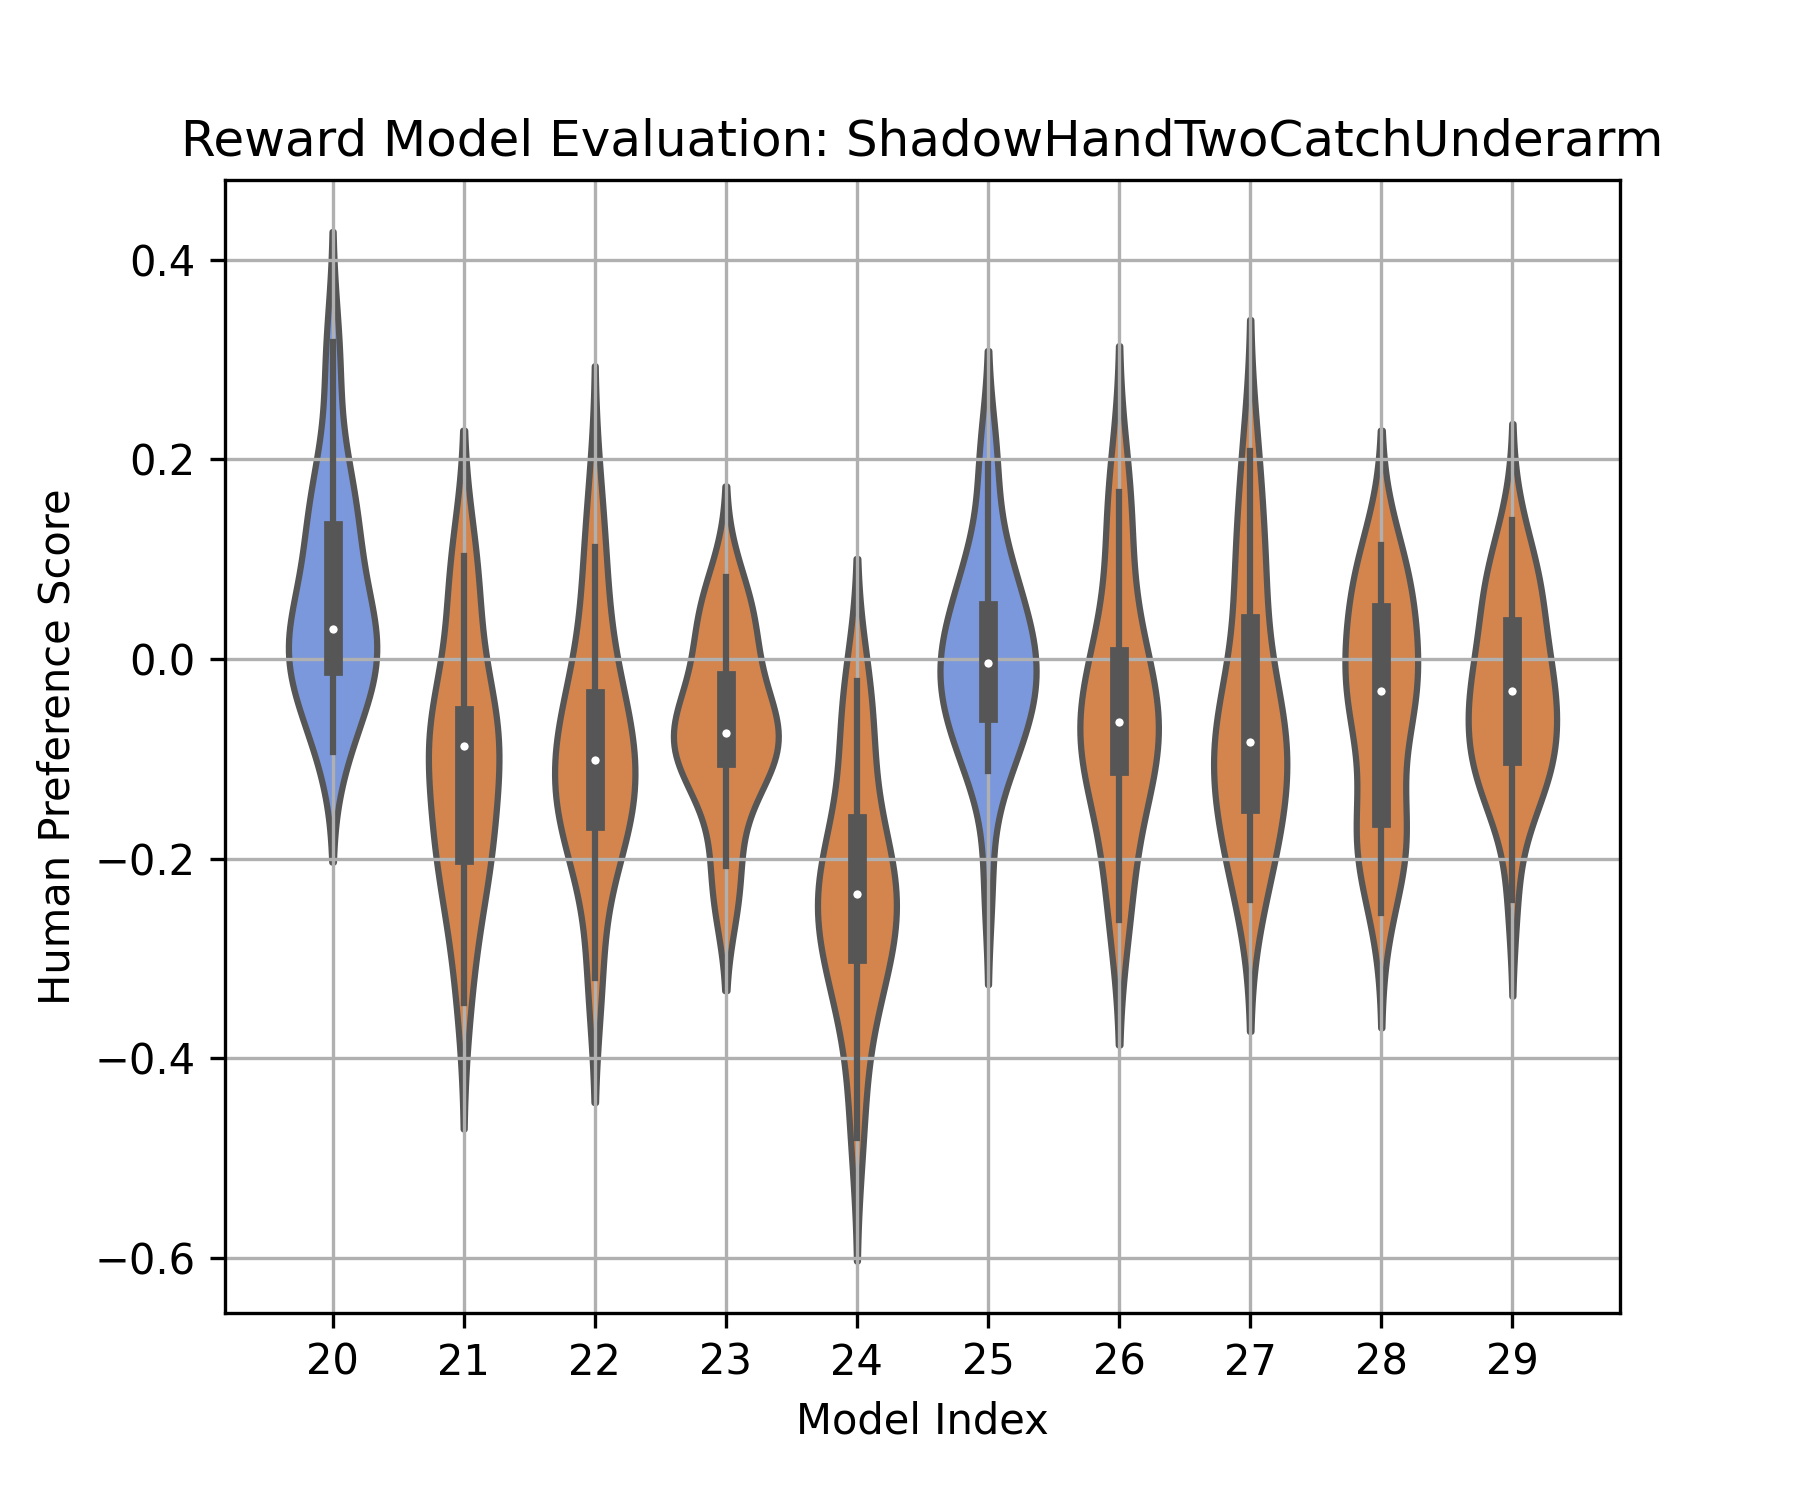 Reward Model Evaluation: ShadowHandTwoCatchUnderarm
Human Preference Score
0.4
0.2
0.0
−0.2
−0.4
−0.6
20 21 22 23 24 25 26 27 28 29
Model Index